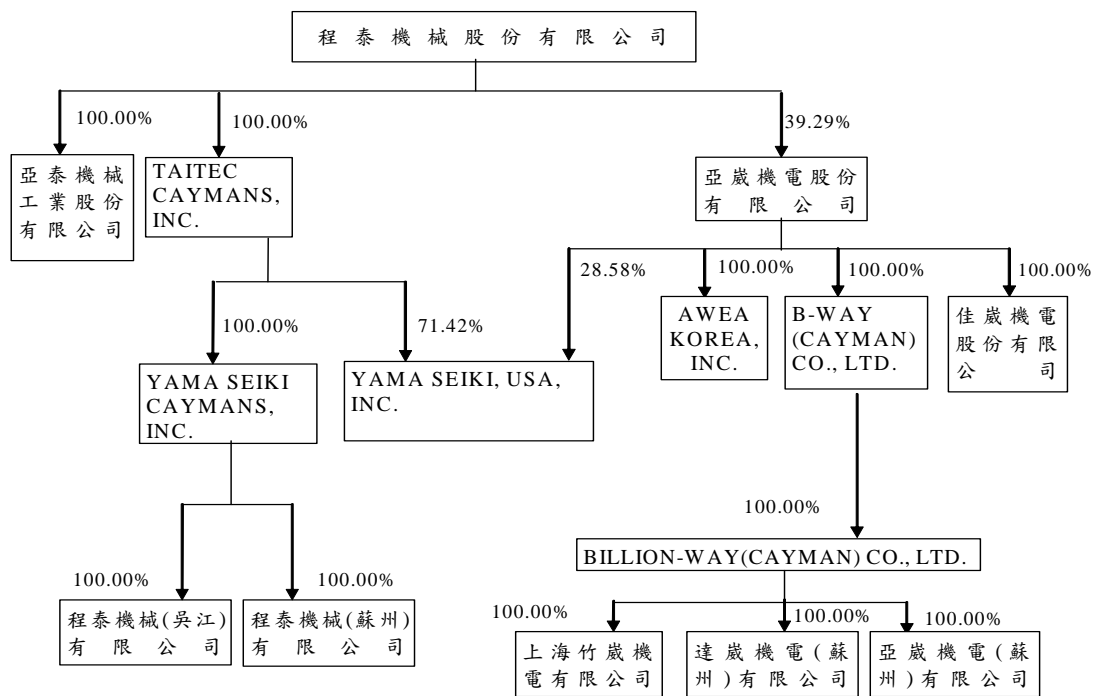 程泰機械股份有限公司
100.00%
100.00%
39.29%
亞泰機械
工業股份
有限公司
TAITEC
CAYMANS,
INC.
亞崴機電股份
有限公司
100.00%
71.42%
28.58%
100.00%
100.00%
100.00%
YAMA SEIKI
CAYMANS,
INC.
YAMA SEIKI, USA,
INC.
AWEA
KOREA,
INC.
B-WAY
(CAYMAN)
CO., LTD.
佳崴機電
股份有限
公司
100.00%
BILLION-WAY(CAYMAN) CO., LTD.
100.00%
100.00%
程泰機械(吳江)
有限公司
程泰機械(蘇州)
有限公司
100.00%
100.00%
100.00%
上海竹崴機
電有限公司
達崴機電(蘇
州)有限公司
亞崴機電(蘇
州)有限公司